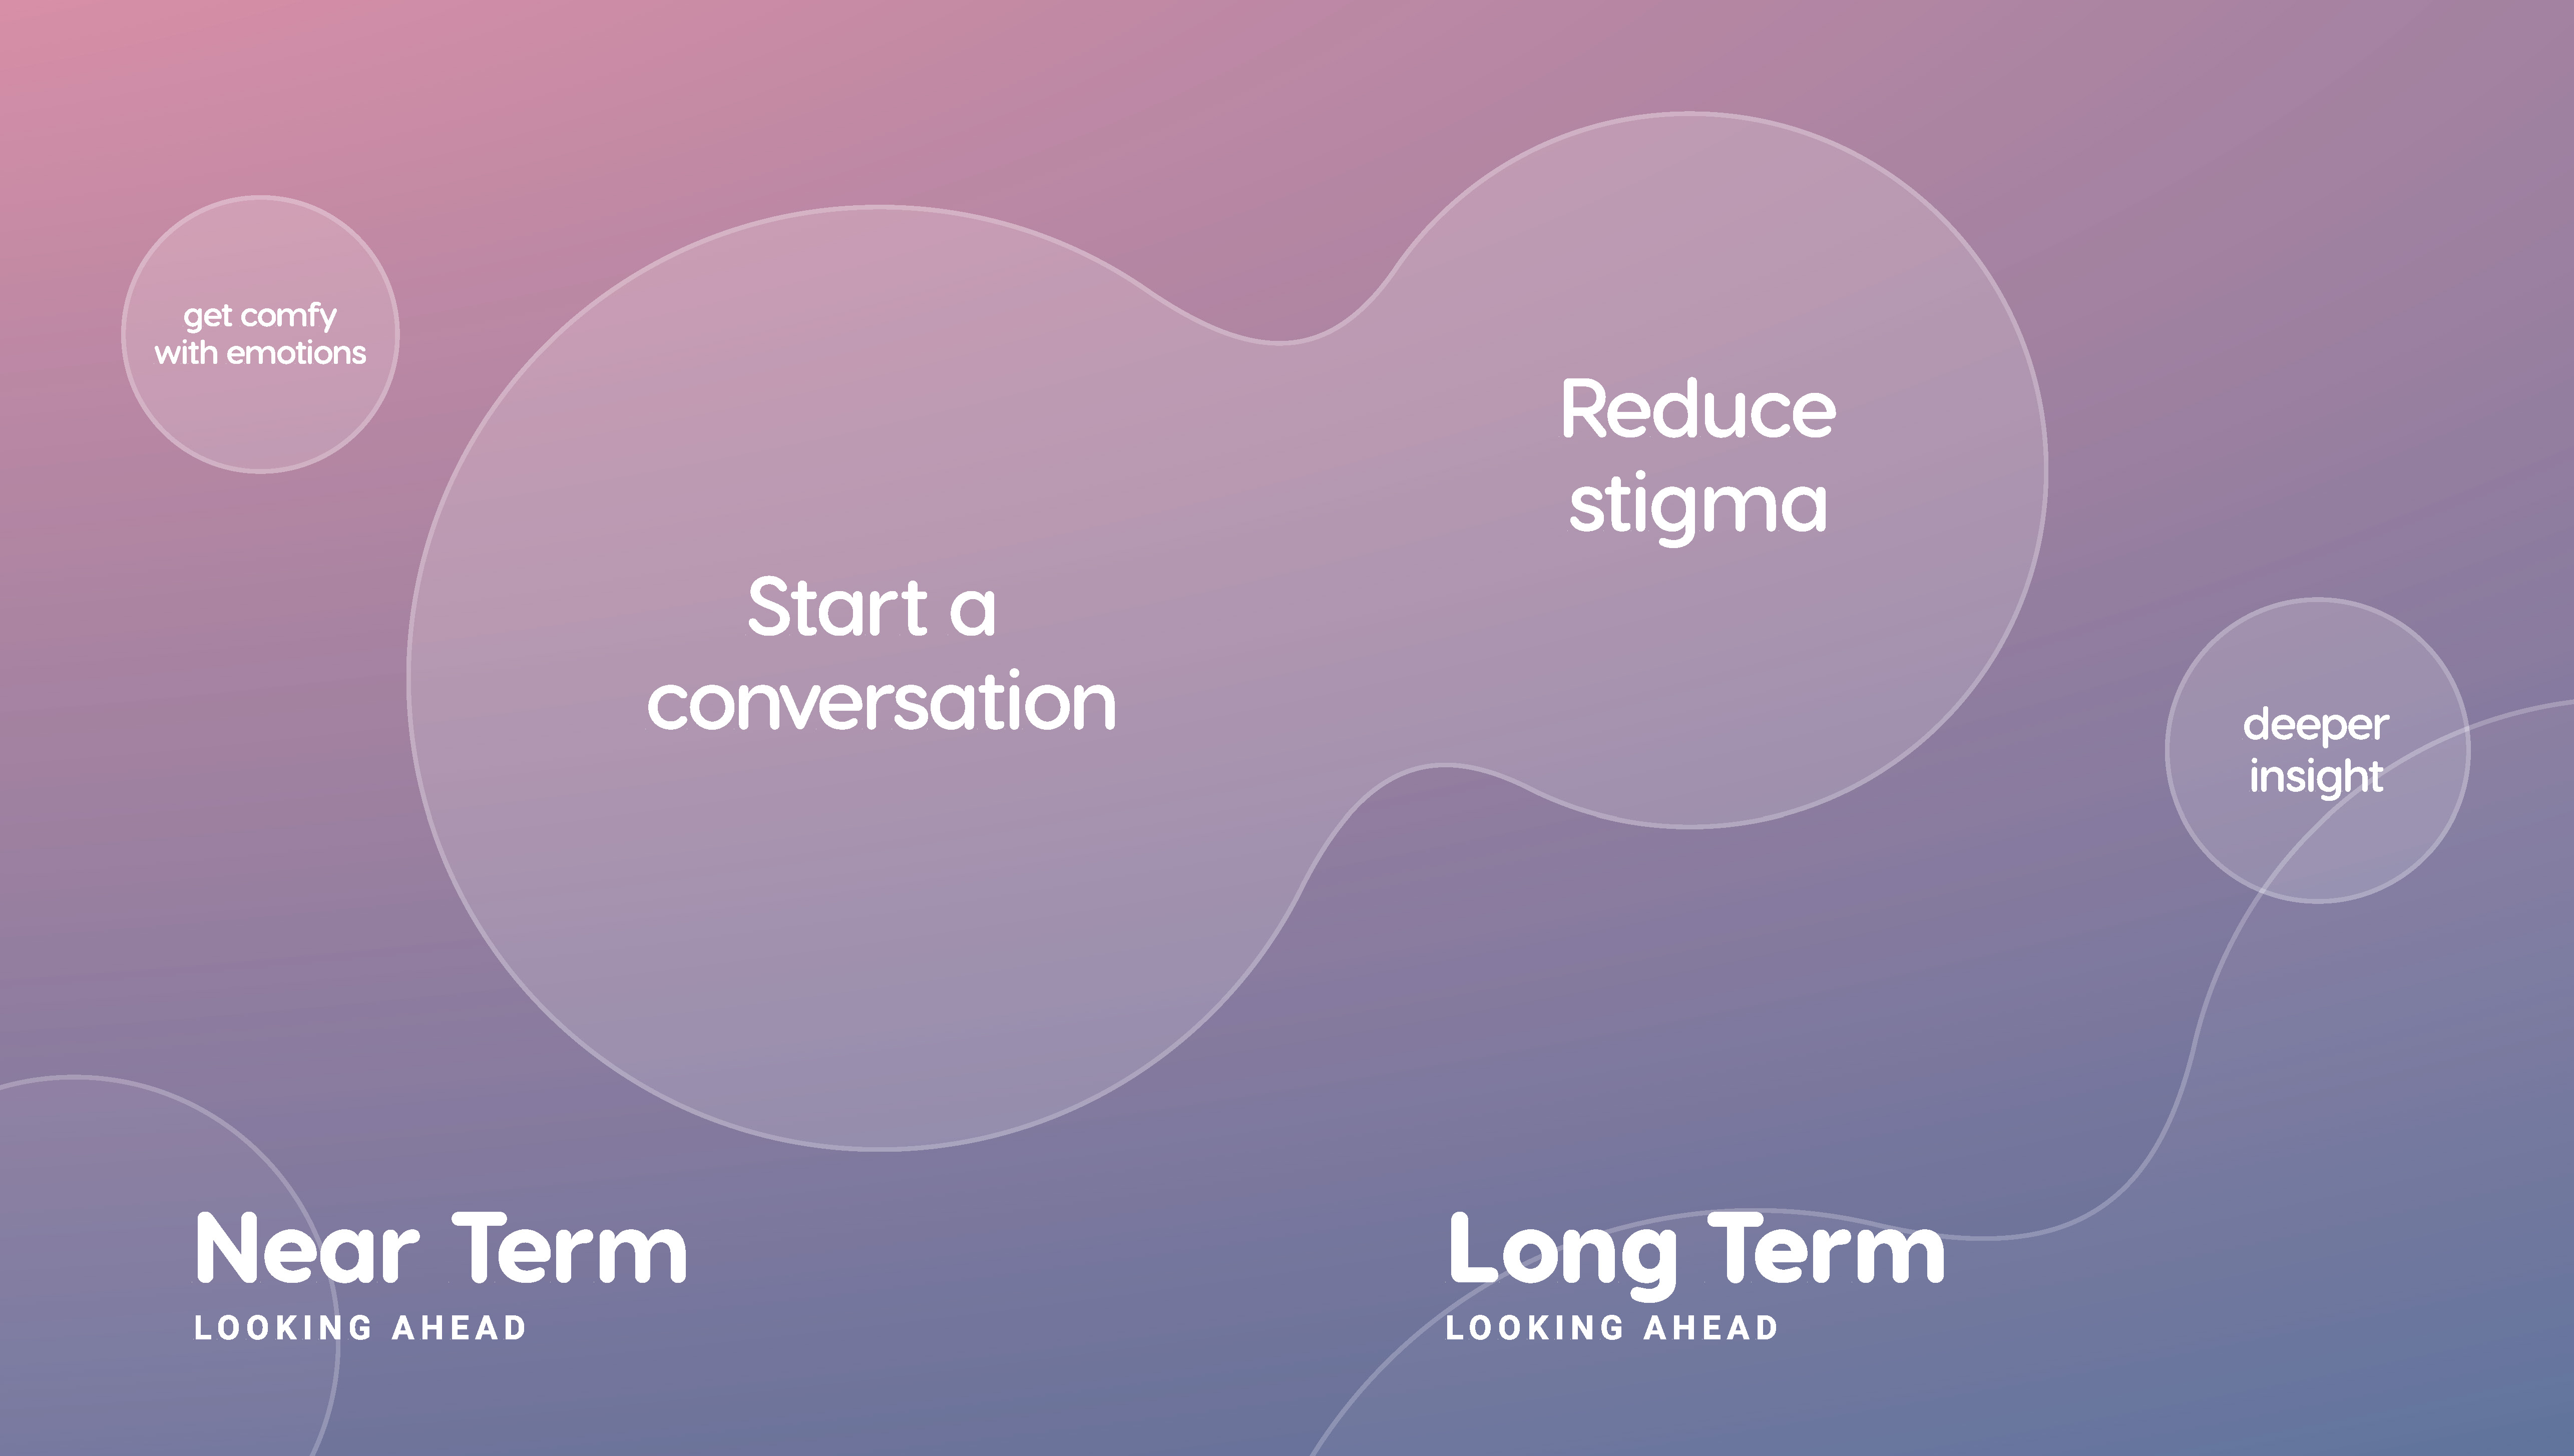 get comfy
with emotions
Start a
conversation
Reduce
stigma
deeper
insight
Near Term
LOOKING AHEAD
Long Term
LOOKING AHEAD